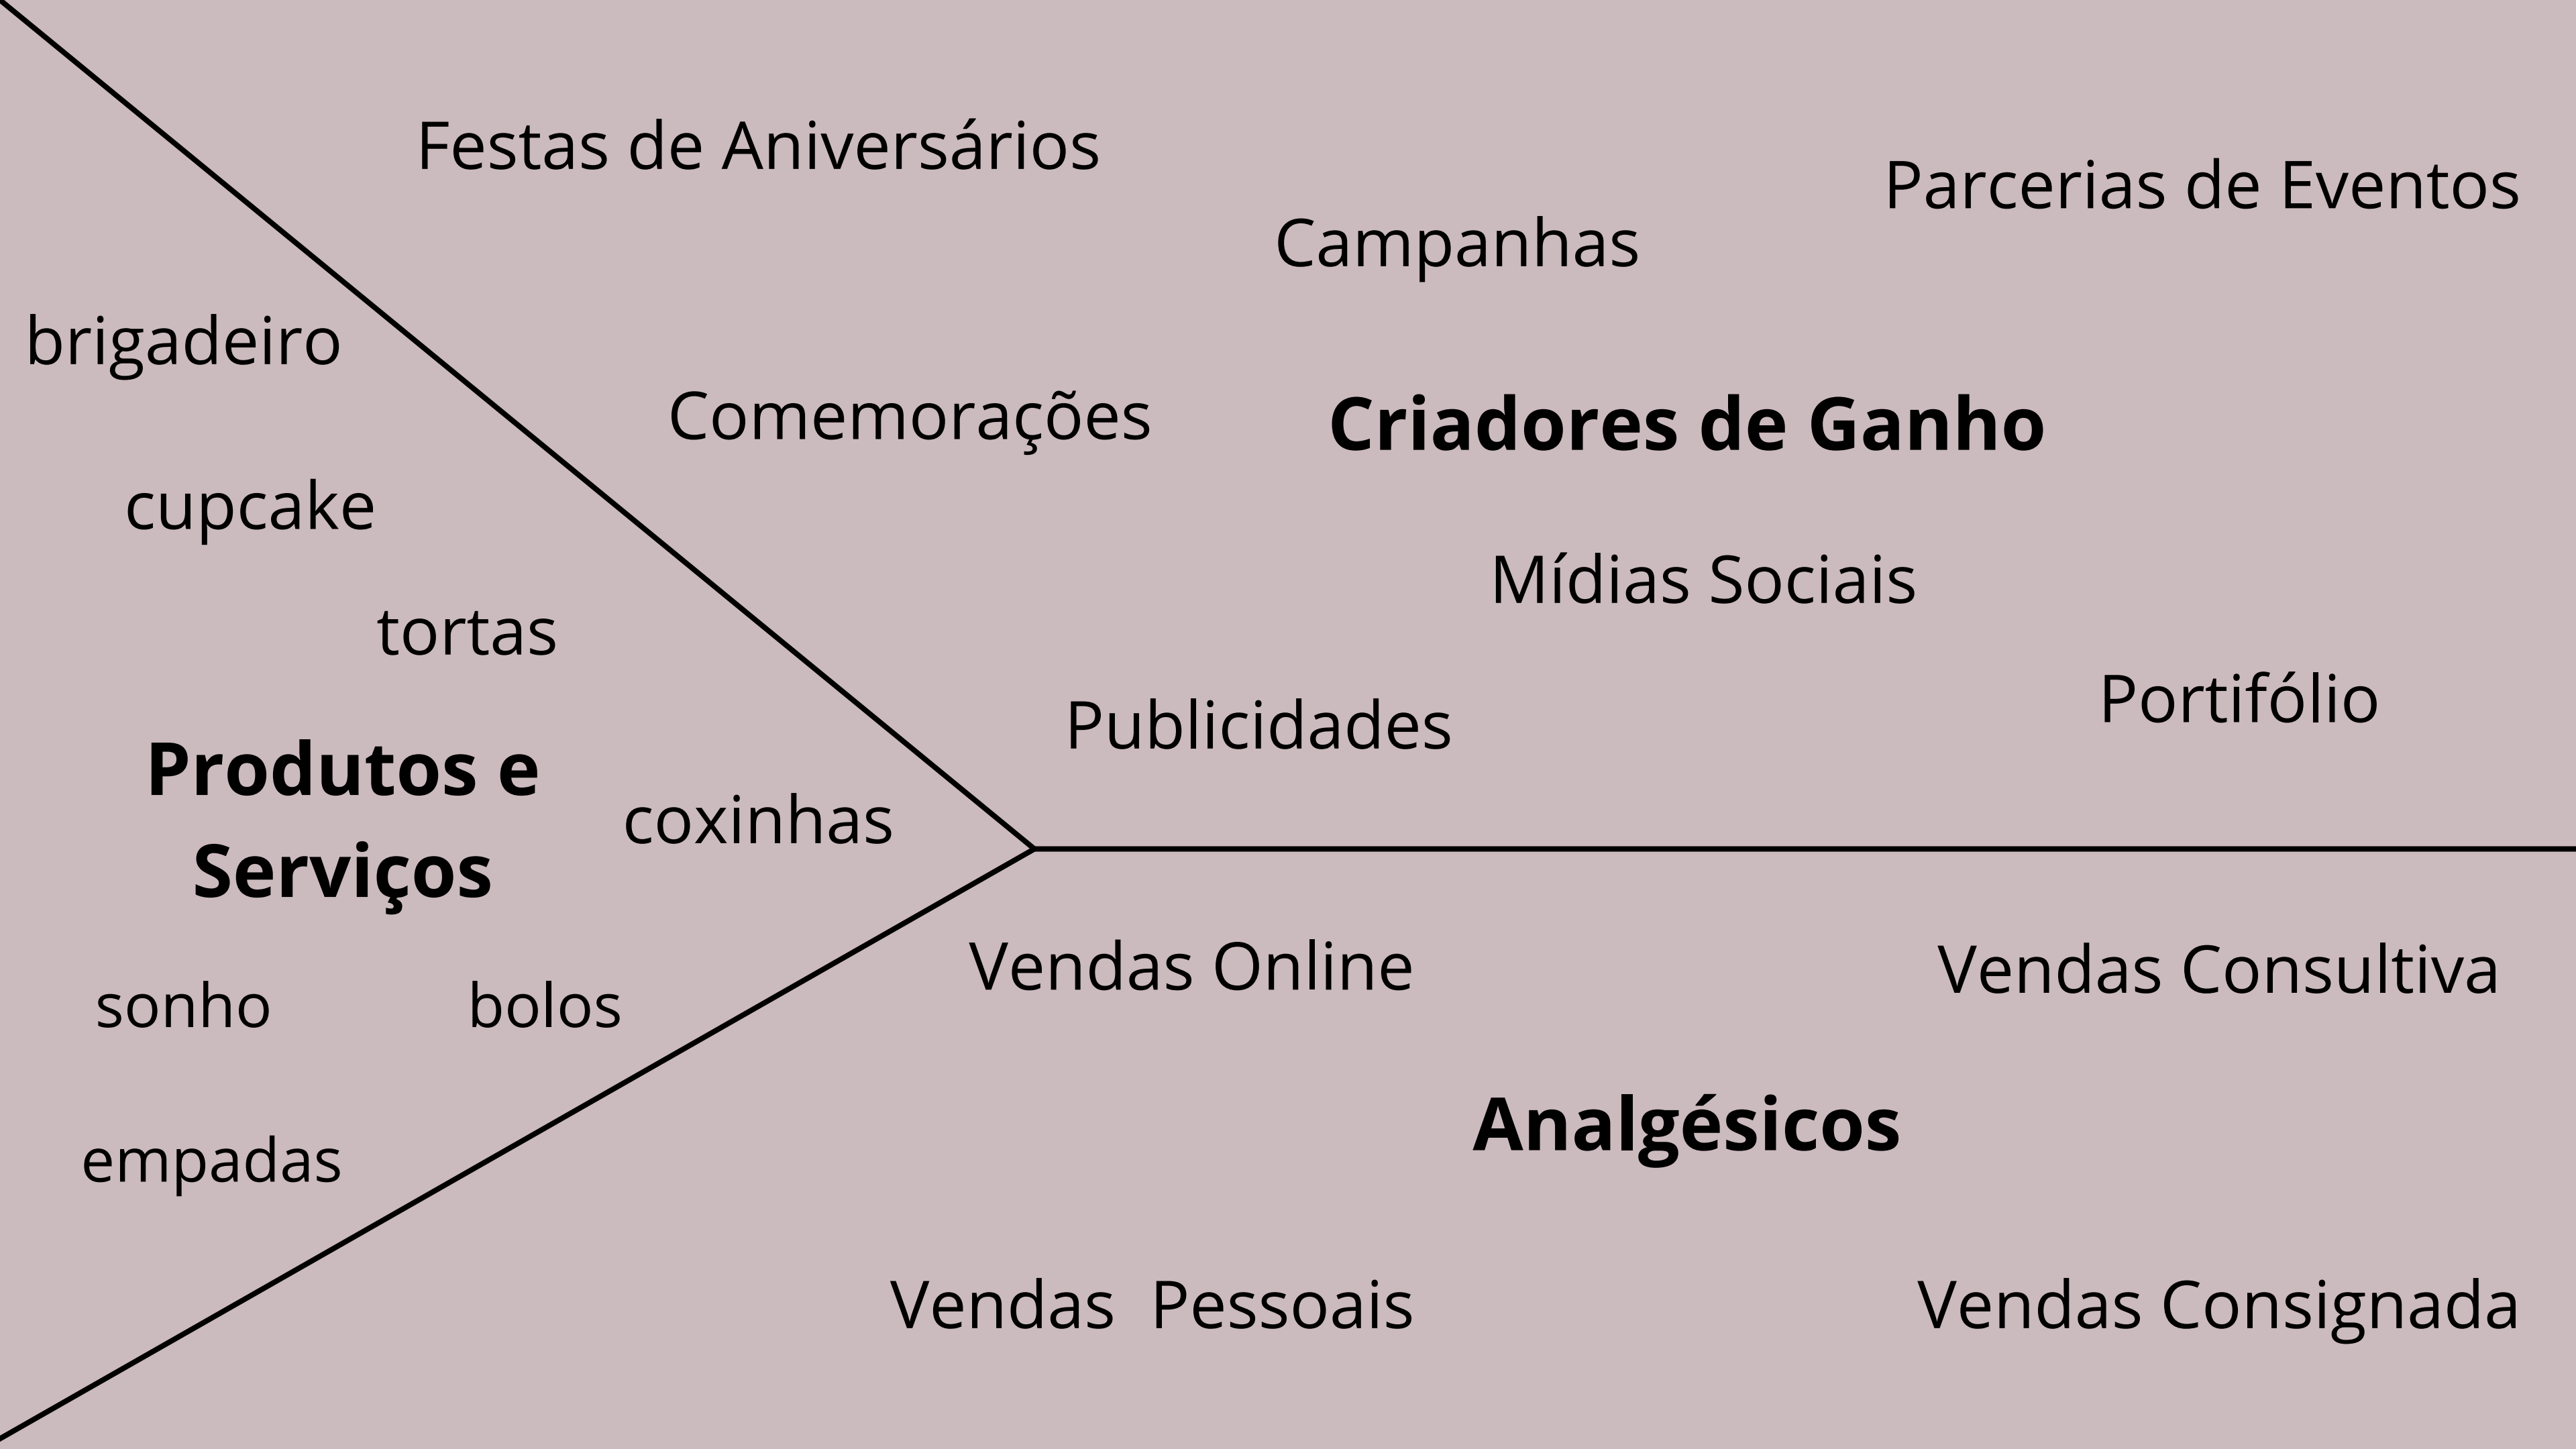 Festas de Aniversários
Parcerias de Eventos
Campanhas
brigadeiro
Comemorações
Criadores de Ganho
cupcake
Mídias Sociais
tortas
Portifólio
Publicidades
Produtos e
Serviços
coxinhas
sonho
bolos
empadas
Vendas Online
Vendas Consultiva
Analgésicos
Vendas  Pessoais
Vendas Consignada